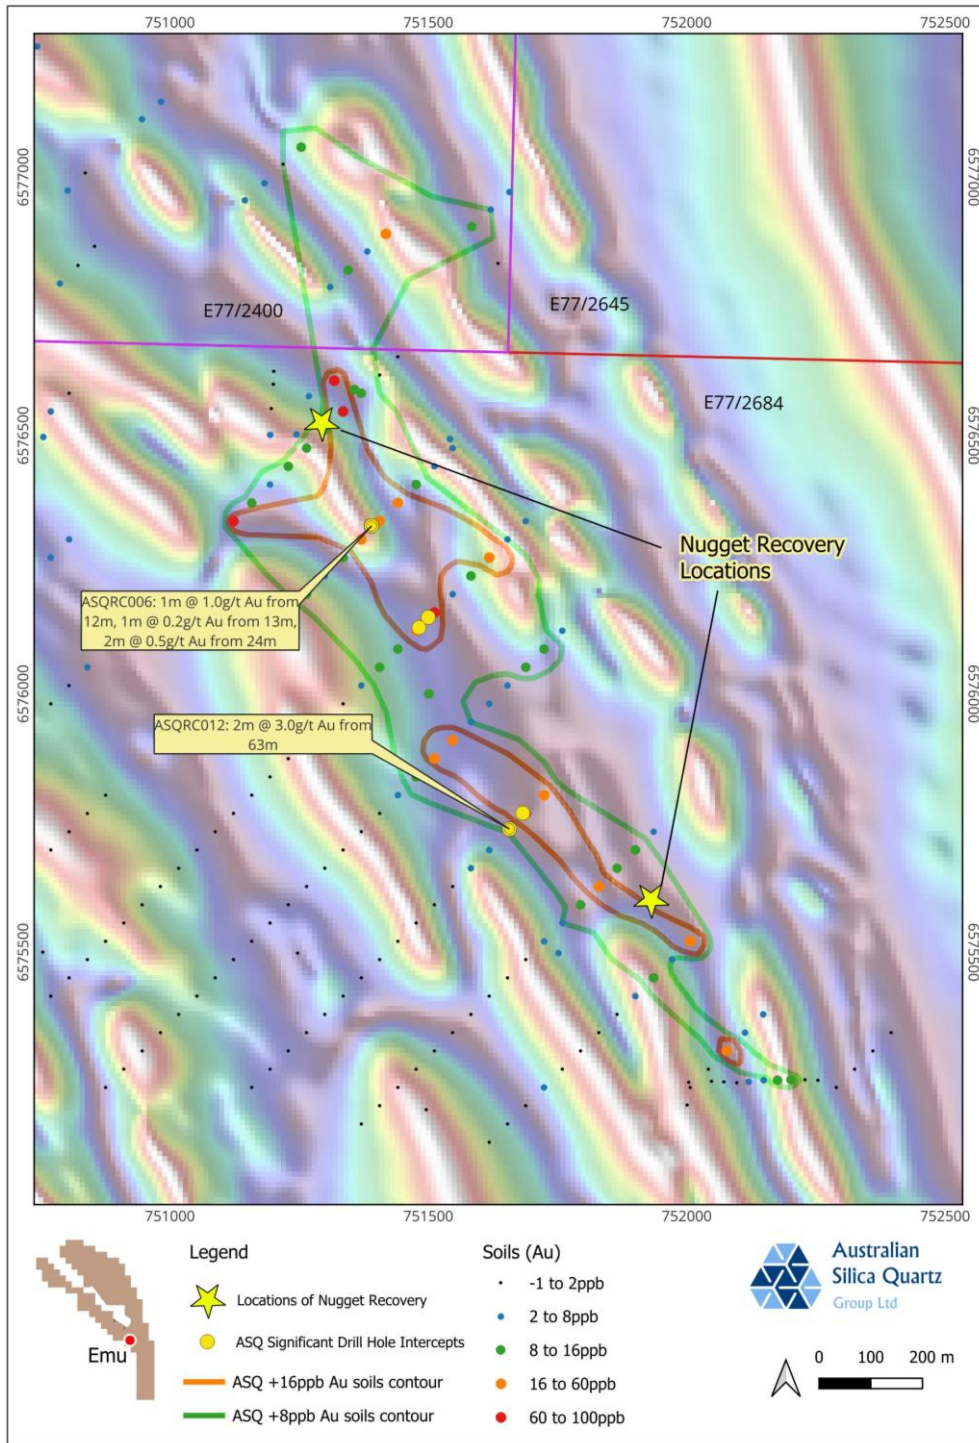 751000
751500
752000
752500
6577000
6577000
E77/2400
E77/2645
E77/2684
6576500
6576500
Nugget Recovery
Locations
ASQRC006: 1m @ 1.0g/t Au from
12m, 1m @ 0.2g/t Au from 13m,
2m @ 0.5g/t Au from 24m
6576000
6576000
ASQRC012: 2m @ 3.0g/t Au from
63m
6575500
6575500
751000
751500
752000
752500
Emu
Legend
Locations of Nugget Recovery
ASQ Significant Drill Hole Intercepts
ASQ +16ppb Au soils contour
ASQ +8ppb Au soils contour
Soils (Au)
-1 to 2ppb
2 to 8ppb
8 to 16ppb
16 to 60ppb
60 to 100ppb
Australian
Silica Quartz
Group Ltd
0 100 200 m